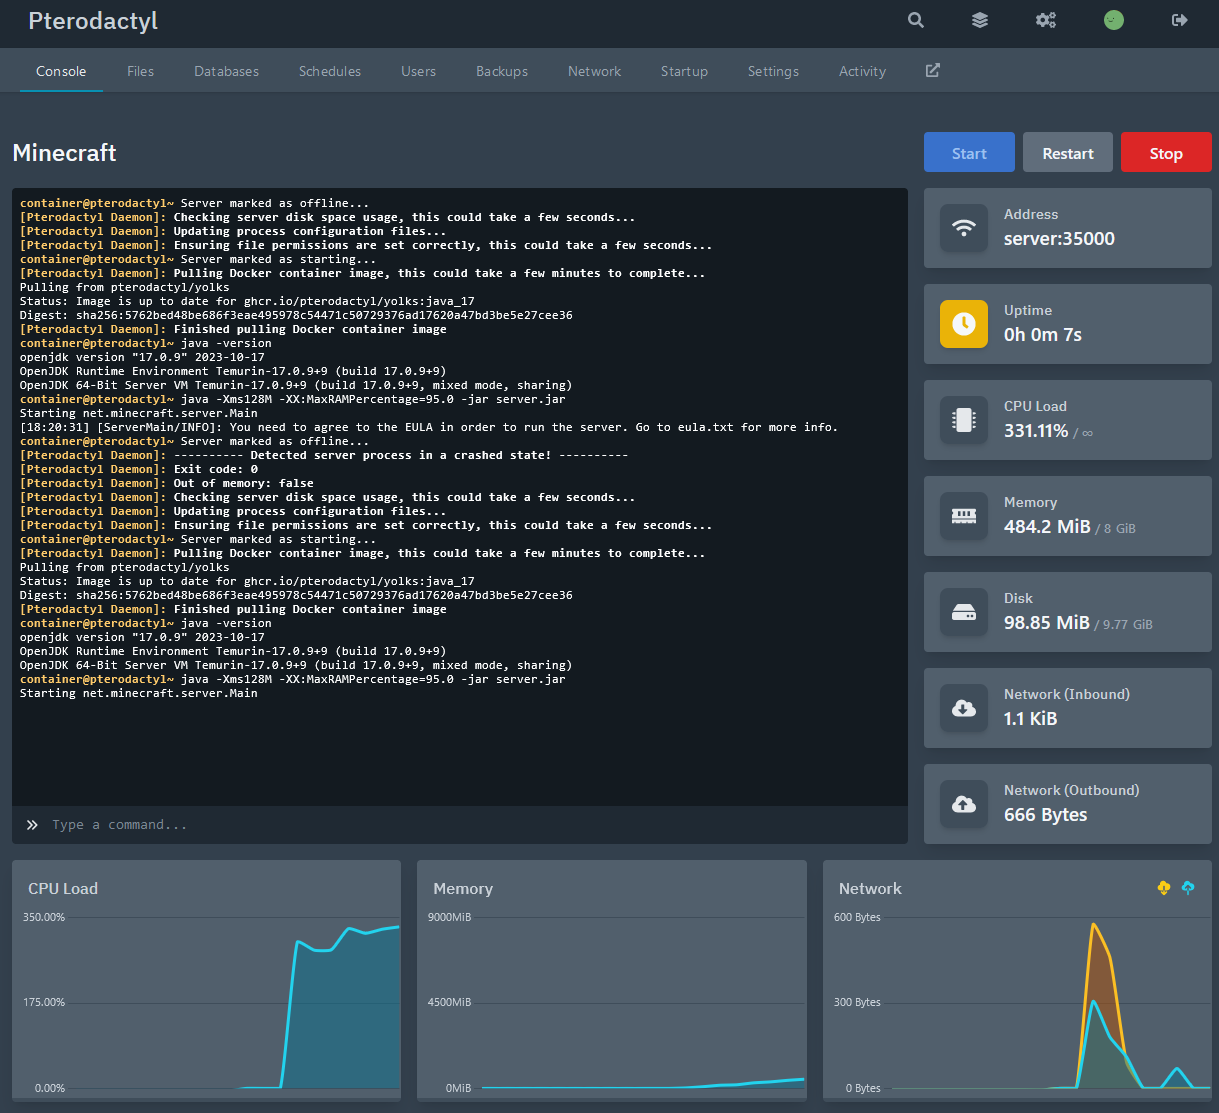 Pterodactyl
Console Files Databases Schedules Users Backups Network Startup Settings Activity
Minecraft
Start Restart Stop
container@pterodactyl~ Server marked as offline...
[Pterodactyl Daemon]: Checking server disk space usage, this could take a few seconds...
[Pterodactyl Daemon]: Updating process configuration files...
[Pterodactyl Daemon]: Ensuring file permissions are set correctly, this could take a few seconds...
container@pterodactyl~ Server marked as starting...
[Pterodactyl Daemon]: Pulling Docker container image, this could take a few minutes to complete...
Pulling from pterodactyl/yolks
Status: Image is up to date for ghcr.io/pterodactyl/yolks:java_17
Digest: sha256:5762bed48be686f3eae495978c54471c50729376ad17620a47bd3be5e27cee36
[Pterodactyl Daemon]: Finished pulling Docker container image
container@pterodactyl~ java -version
openjdk version "17.0.9" 2023-10-17
OpenJDK Runtime Environment Temurin-17.0.9+9 (build 17.0.9+9)
OpenJDK 64-Bit Server VM Temurin-17.0.9+9 (build 17.0.9+9, mixed mode, sharing)
container@pterodactyl~ java -Xms128M -XX:MaxRAMPercentage=95.0 -jar server.jar
Starting net.minecraft.server.Main
[18:20:31] [ServerMain/INFO]: You need to agree to the EULA in order to run the server. Go to eula.txt for more info.
container@pterodactyl~ Server marked as offline...
[Pterodactyl Daemon]: ---------- Detected server process in a crashed state! ----------
[Pterodactyl Daemon]: Exit code: 0
[Pterodactyl Daemon]: Out of memory: false
[Pterodactyl Daemon]: Checking server disk space usage, this could take a few seconds...
[Pterodactyl Daemon]: Updating process configuration files...
[Pterodactyl Daemon]: Ensuring file permissions are set correctly, this could take a few seconds...
container@pterodactyl~ Server marked as starting...
[Pterodactyl Daemon]: Pulling Docker container image, this could take a few minutes to complete...
Pulling from pterodactyl/yolks
Status: Image is up to date for ghcr.io/pterodactyl/yolks:java_17
Digest: sha256:5762bed48be686f3eae495978c54471c50729376ad17620a47bd3be5e27cee36
[Pterodactyl Daemon]: Finished pulling Docker container image
container@pterodactyl~ java -version
openjdk version "17.0.9" 2023-10-17
OpenJDK Runtime Environment Temurin-17.0.9+9 (build 17.0.9+9)
OpenJDK 64-Bit Server VM Temurin-17.0.9+9 (build 17.0.9+9, mixed mode, sharing)
container@pterodactyl~ java -Xms128M -XX:MaxRAMPercentage=95.0 -jar server.jar
Starting net.minecraft.server.Main
Type a command...
Address
server:35000
Uptime
0h 0m 7s
CPU Load
331.11% / ∞
Memory
484.2 MiB / 8 GiB
Disk
98.85 MiB / 9.77 GiB
Network (Inbound)
1.1 KiB
Network (Outbound)
666 Bytes
CPU Load
350.00%
175.00%
0.00%
Memory
9000MiB
4500MiB
0MiB
Network
600 Bytes
300 Bytes
0 Bytes